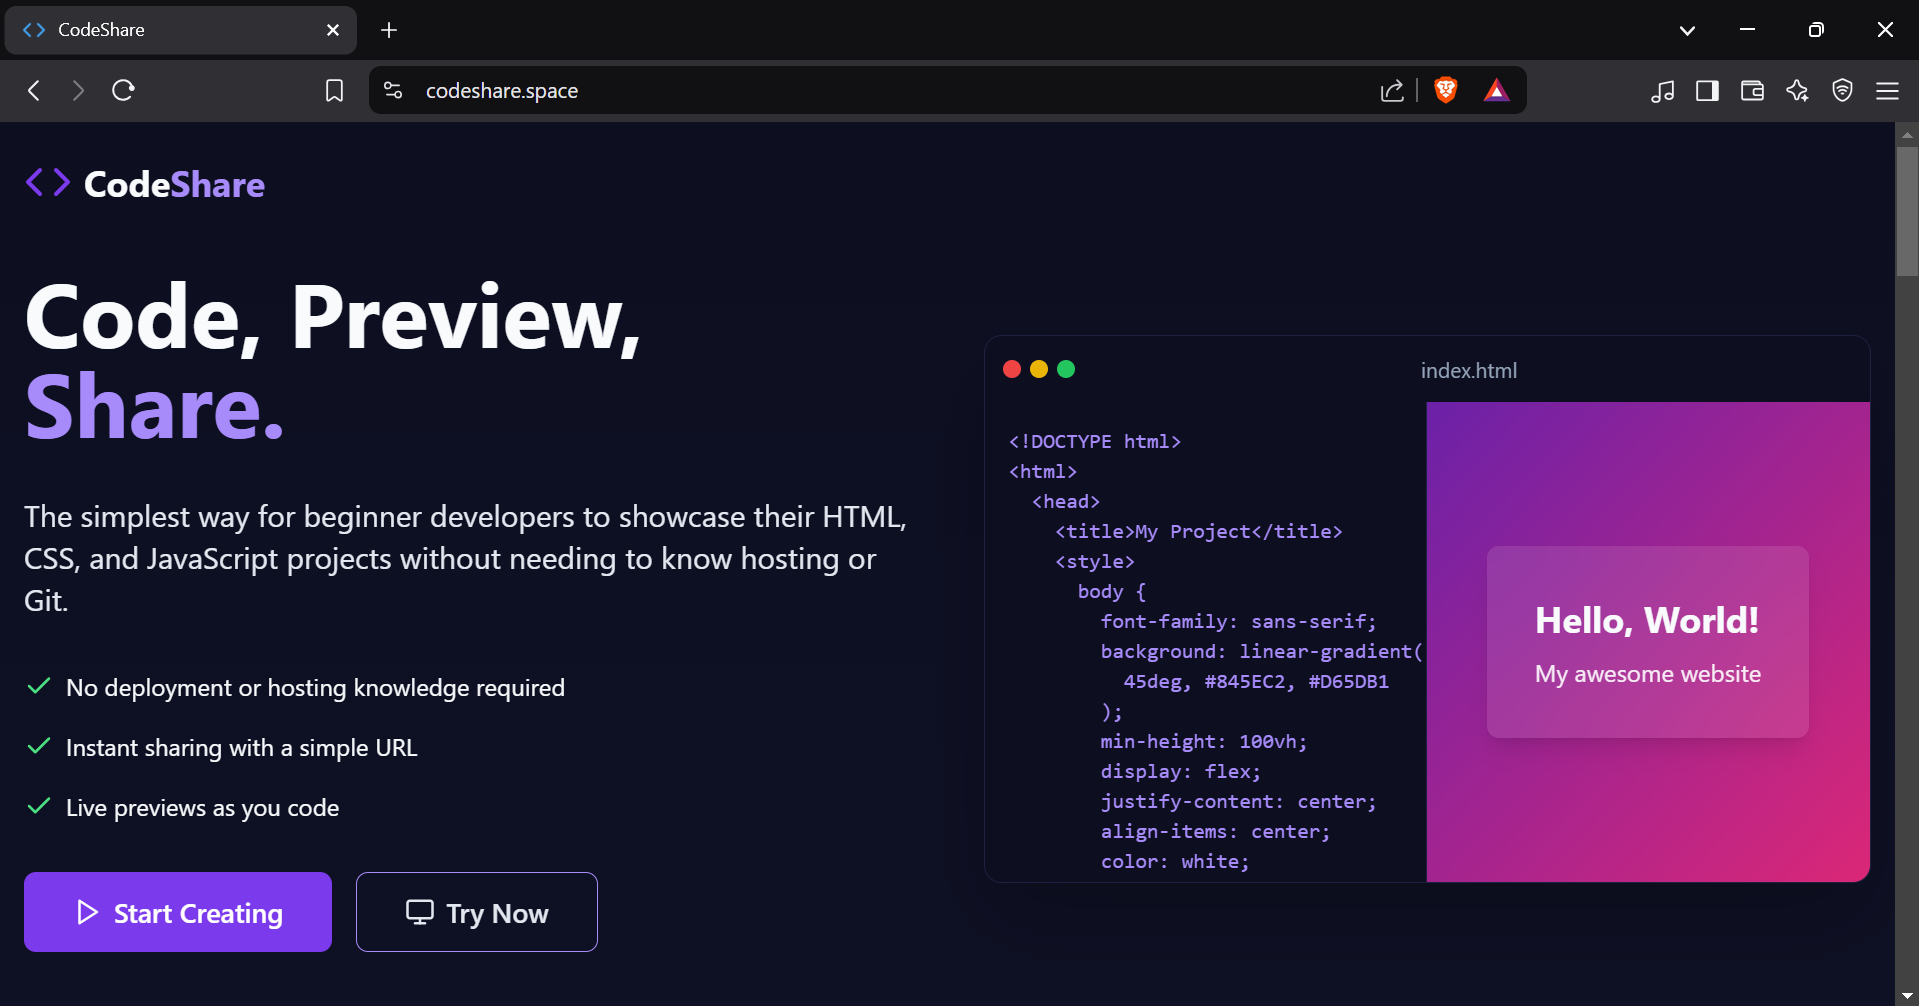 CodeShare
codeshare.space
CodeShare
Code, Preview,
Share.
The simplest way for beginner developers to showcase their HTML,
CSS, and JavaScript projects without needing to know hosting or
Git.
No deployment or hosting knowledge required
Instant sharing with a simple URL
Live previews as you code
Start Creating
Try Now
index.html
<!DOCTYPE html>
<html>
<head>
<title>My Project</title>
<style>
body {
font-family: sans-serif;
background: linear-gradient(
45deg, #845EC2, #D65DB1
);
min-height: 100vh;
display: flex;
justify-content: center;
align-items: center;
color: white;
Hello, World!
My awesome website